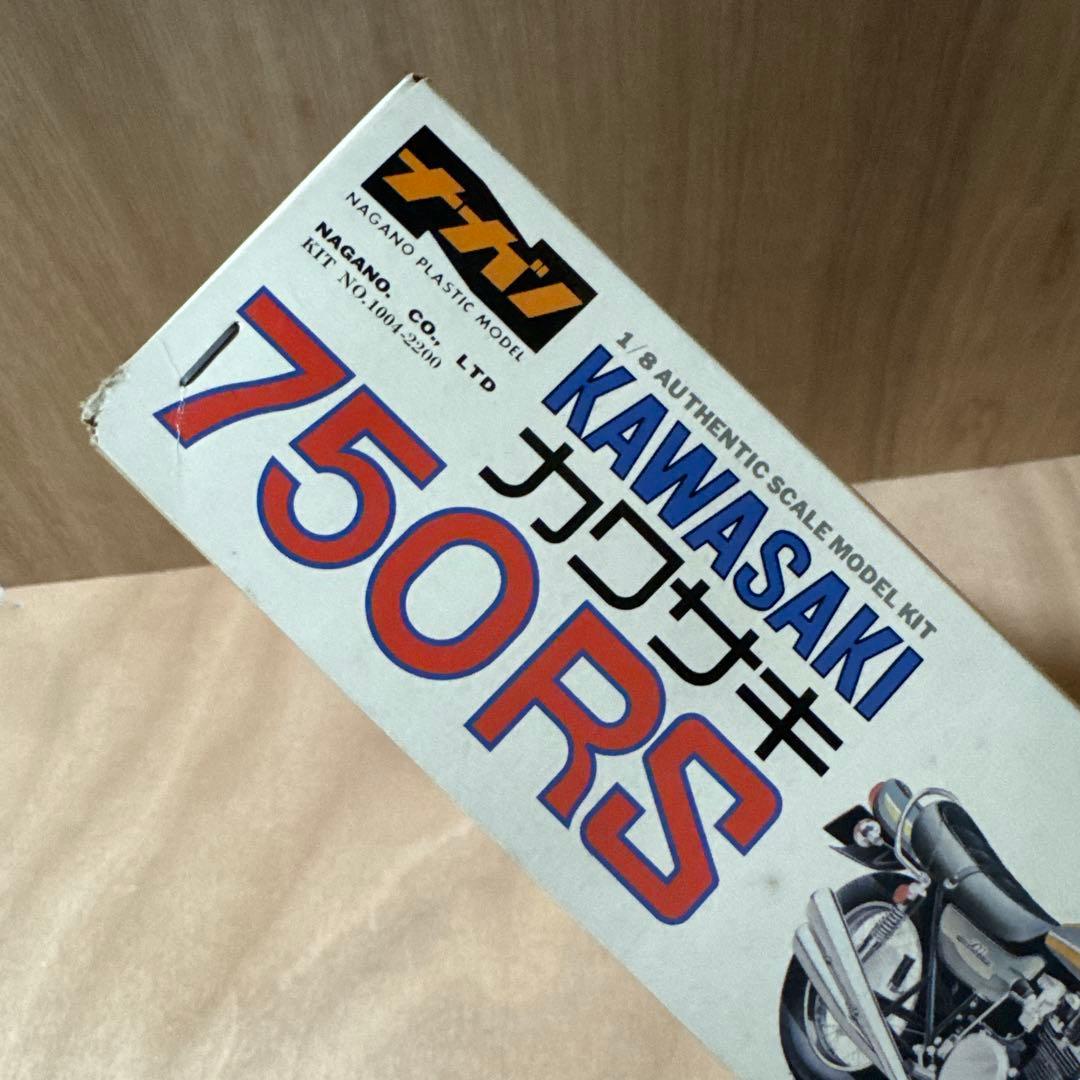 ナガノ
NAGANO PLASTIC MODEL
NAGANO. CO., LTD
KIT NO.1004-2200
1/8 AUTHENTIC SCALE MODEL KIT
KAWASAKI
カワサキ
750RS